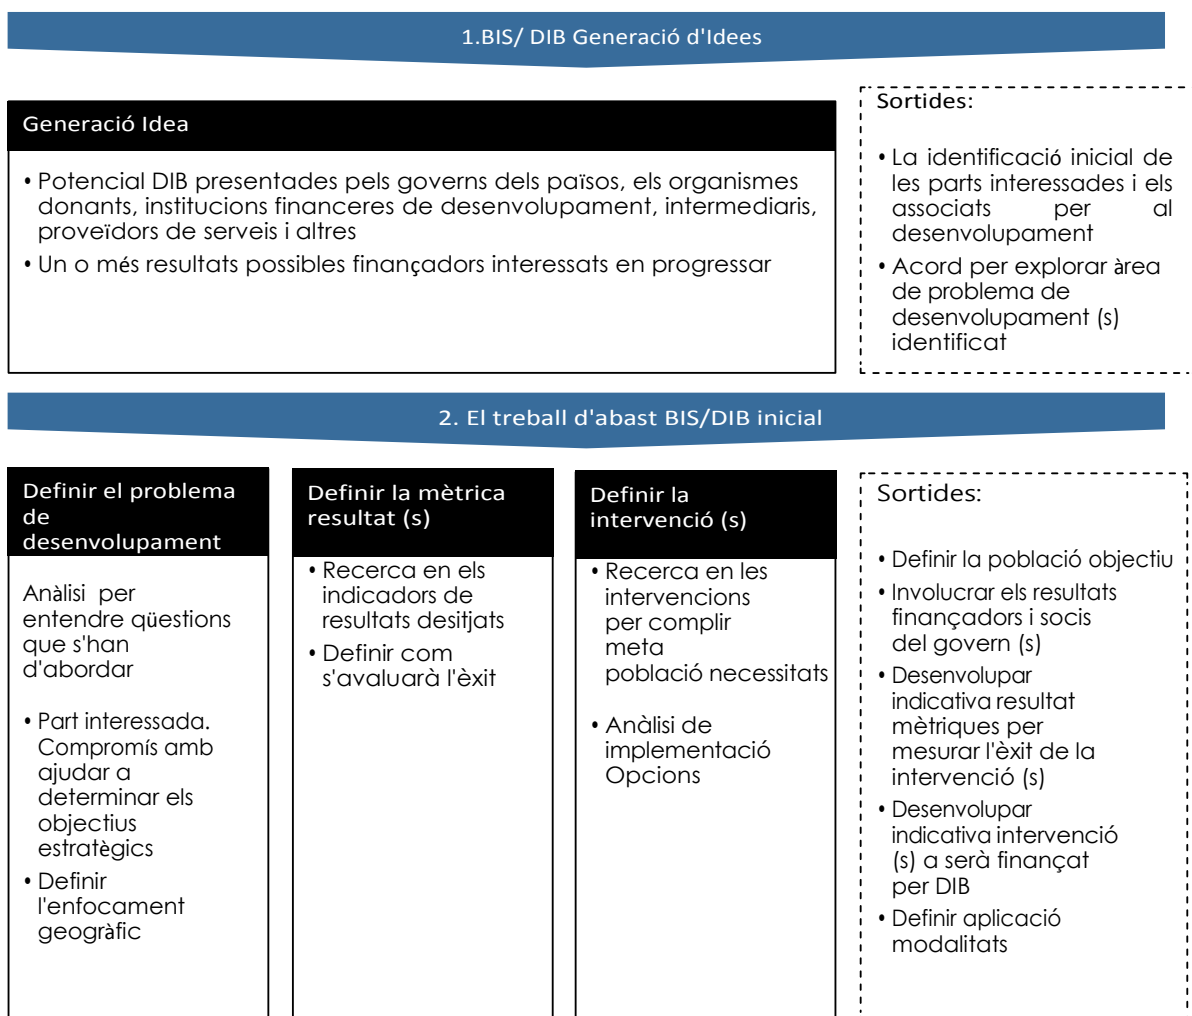 1.BIS/ DIB Generació d'Idees
Generació Idea
• Potencial DIB presentades pels governs dels països, els organismes
donants, institucions financeres de desenvolupament, intermediaris,
proveïdors de serveis i altres
• Un o més resultats possibles finançadors interessats en progressar
Sortides:
• La identificació inicial de
les parts interessades i els
associats per al
desenvolupament
• Acord per explorar àrea
de problema de
desenvolupament (s)
identificat
2. El treball d'abast BIS/DIB inicial
Definir el problema
de
desenvolupament
Anàlisi per
entendre qüestions
que s'han
d'abordar
• Part interessada.
Compromís amb
ajudar a
determinar els
objectius
estratègics
• Definir
l'enfocament
geogràfic
Definir la mètrica
resultat (s)
• Recerca en els
indicadors de
resultats desitjats
• Definir com
s'avaluarà l'èxit
Definir la
intervenció (s)
• Recerca en les
intervencions
per complir
meta
població necessitats
• Anàlisi de
implementació
Opcions
Sortides:
• Definir la població objectiu
• Involucrar els resultats
finançadors i socis
del govern (s)
• Desenvolupar
indicativa resultat
mètriques per
mesurar l'èxit de la
intervenció (s)
• Desenvolupar
indicativa intervenció
(s) a serà finançat
per DIB
• Definir aplicació
modalitats